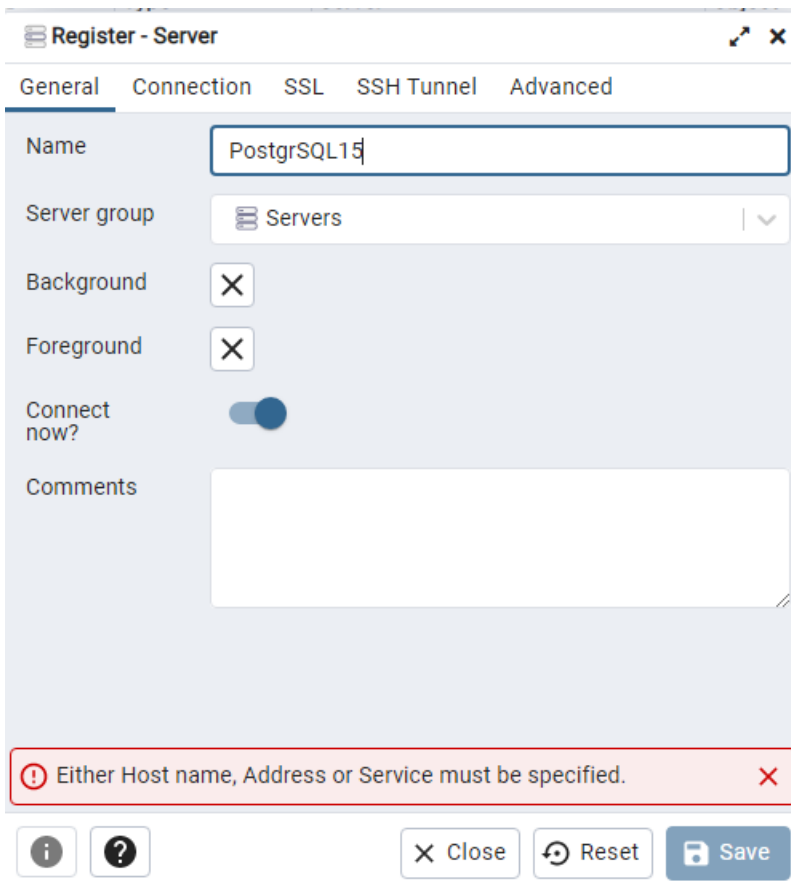 Register - Server
General Connection SSL SSH Tunnel Advanced
Name PostgrSQL15
Server group Servers
Background
Foreground
Connect
now?
Comments
Either Host name, Address or Service must be specified.
Close Reset Save